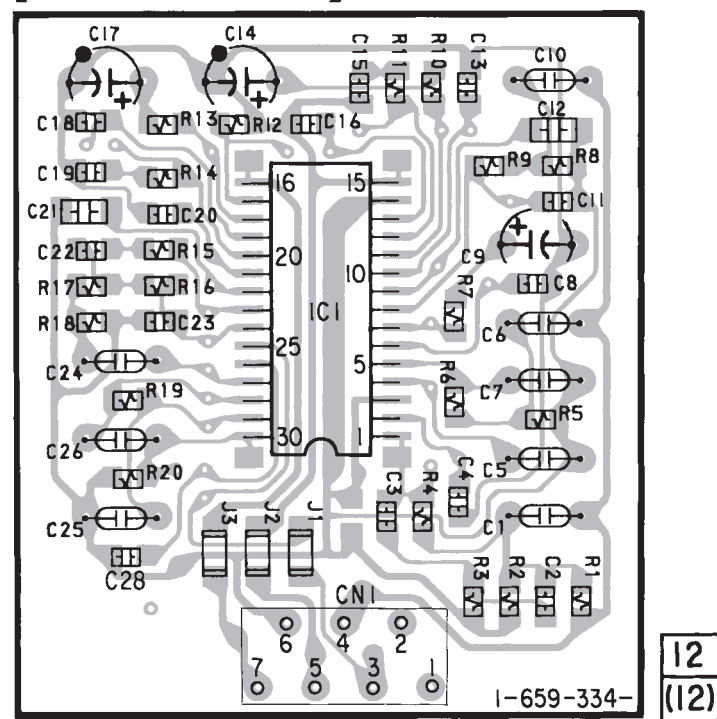 C17 C14 C15 R11 R10 C13 C10
C12
C18 R13 R12 C16
R9 R8
C19 R14 16 15
C21 C20 C11
C22 R15 20 C9
R17 R16 10 C8
R18 C23 IC1 R7 C6
C24 25 5
R19 R6 C7
R5
C26 30 1
R20 C5
C3 R4 C4
C25 J3 J2 J1 C1
C28
CN1 R3 R2 C2 R1
6 4 2
7 5 3 1
1-659-334-
12
(12)